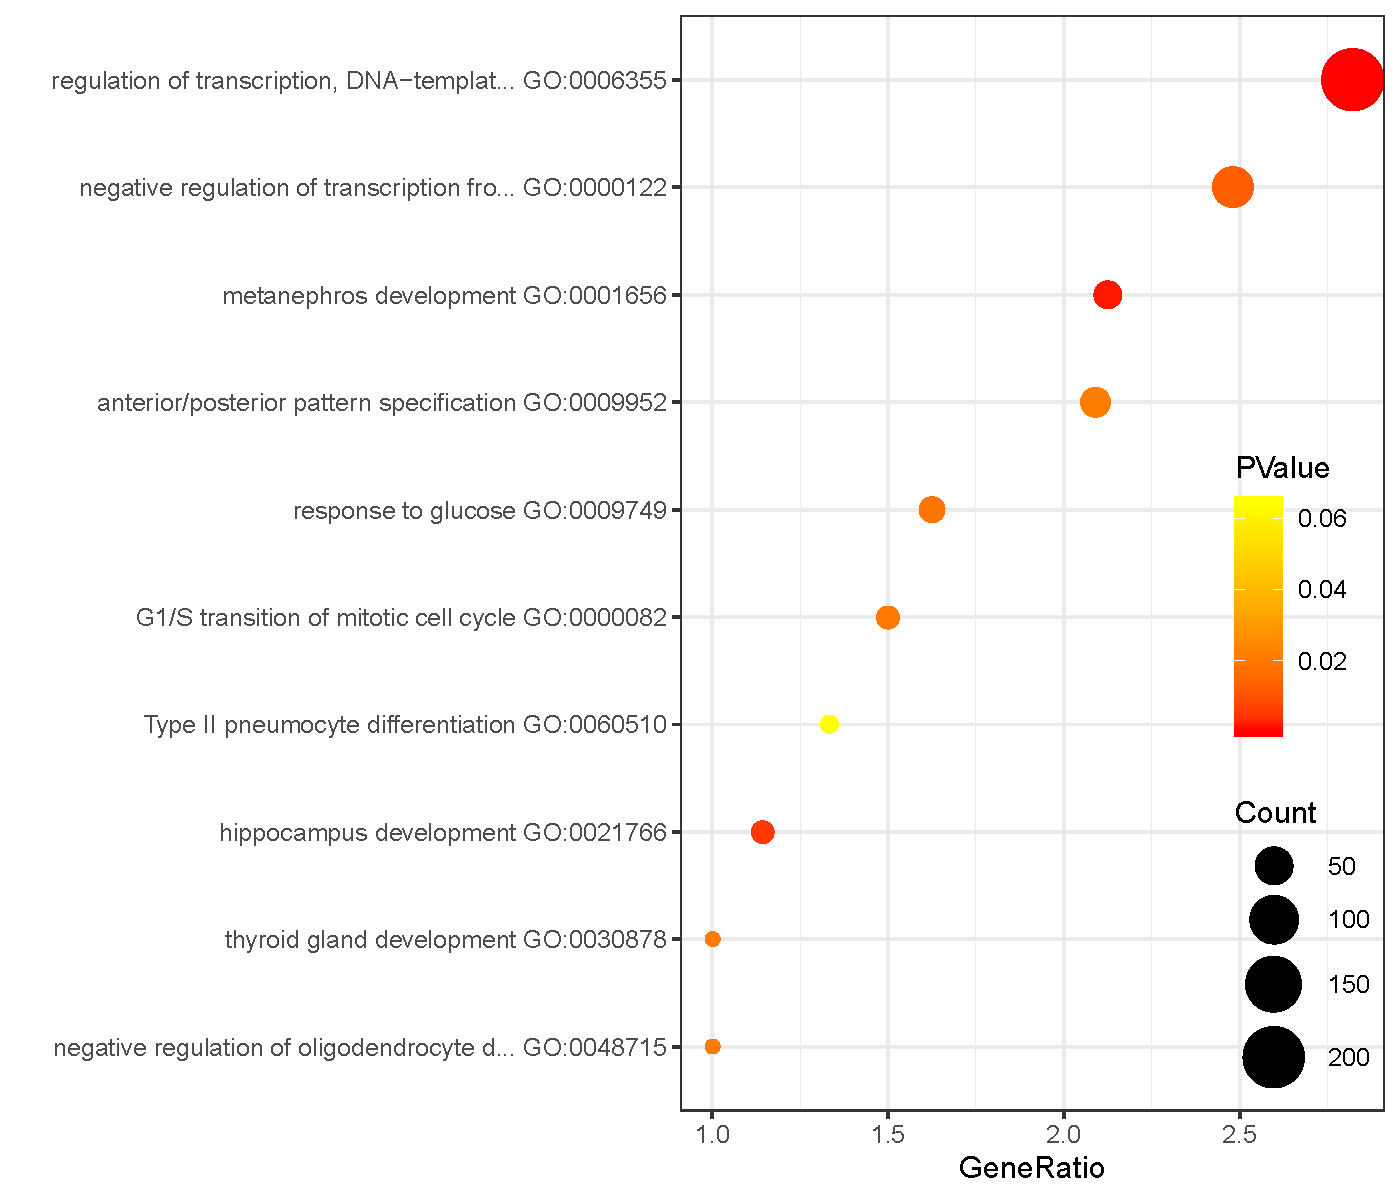 regulation of transcription, DNA−templat... GO:0006355
negative regulation of transcription fro... GO:0000122
metanephros development GO:0001656
anterior/posterior pattern specification GO:0009952
response to glucose GO:0009749
G1/S transition of mitotic cell cycle GO:0000082
Type II pneumocyte differentiation GO:0060510
hippocampus development GO:0021766
thyroid gland development GO:0030878
negative regulation of oligodendrocyte d... GO:0048715
PValue
0.06
0.04
0.02
Count
50
100
150
200
1.0 1.5 2.0 2.5
GeneRatio